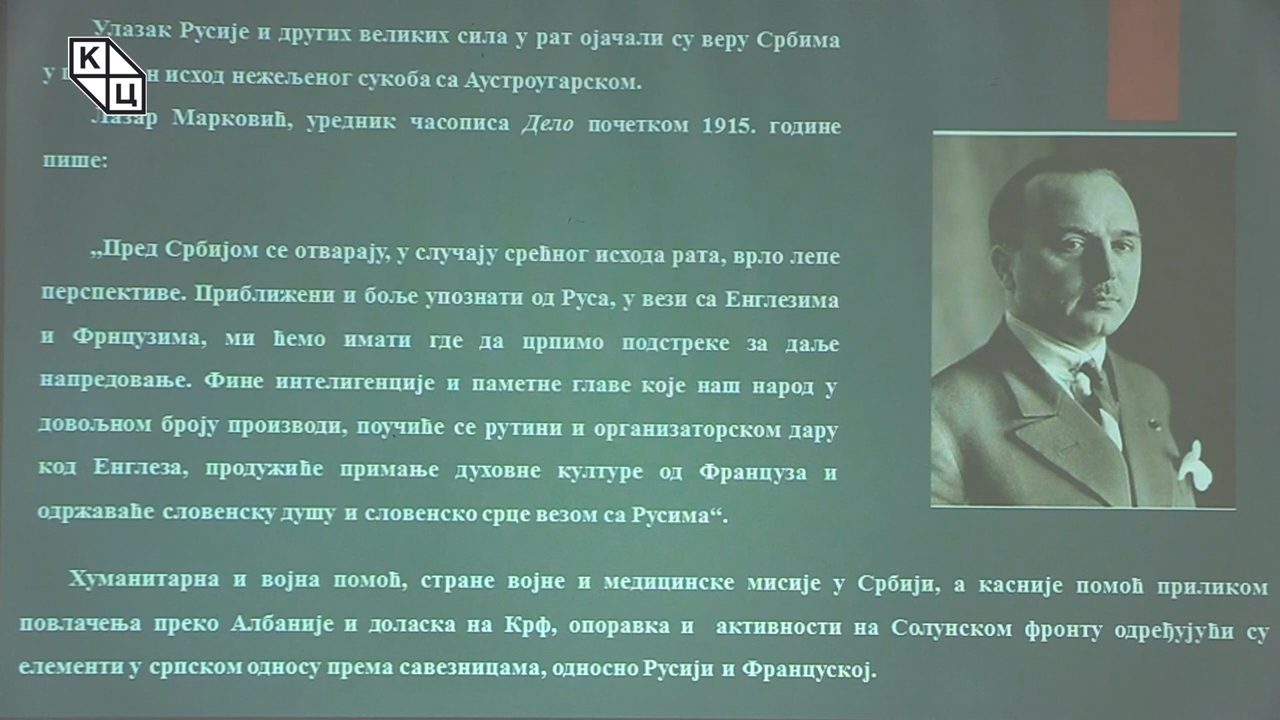 Улазак Русије и других великих сила у рат ојачали су веру Србима
у исход нежељеног сукоба са Аустроугарском.
К
Ц
Лазар Марковић, уредник часописа Дело почетком 1915. године
пише:
„Пред Србијом се отварају, у случају срећног исхода рата, врло лепе
перспективе. Приближени и боље упознати од Руса, у вези са Енглезима
и Фрнцузима, ми ћемо имати где да црпимо подстреке за даље
напредовање. Фине интелигенције и паметне главе које наш народ у
довољном броју производи, поучиће се рутини и организаторском дару
код Енглеза, продужиће примање духовне културе од Француза и
одржаваће словенску душу и словенско срце везом са Русима“.
Хуманитарна и војна помоћ, стране војне и медицинске мисије у Србији, а касније помоћ приликом
повлачења преко Албаније и доласка на Крф, опоравка и активности на Солунском фронту одређујући су
елементи у српском односу према савезницама, односно Русији и Француској.